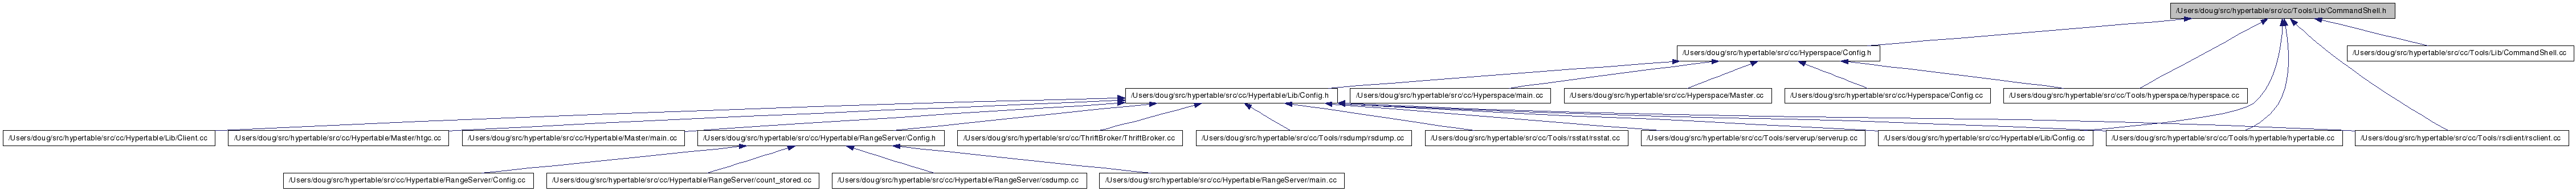 /Users/doug/src/hypertable/src/cc/Tools/Lib/CommandShell.h
/Users/doug/src/hypertable/src/cc/Hyperspace/Config.h
/Users/doug/src/hypertable/src/cc/Tools/Lib/CommandShell.cc
/Users/doug/src/hypertable/src/cc/Hypertable/Lib/Config.h
/Users/doug/src/hypertable/src/cc/Hyperspace/main.cc
/Users/doug/src/hypertable/src/cc/Hyperspace/Master.cc
/Users/doug/src/hypertable/src/cc/Hyperspace/Config.cc
/Users/doug/src/hypertable/src/cc/Tools/hyperspace/hyperspace.cc
/Users/doug/src/hypertable/src/cc/Hypertable/Lib/Client.cc
/Users/doug/src/hypertable/src/cc/Hypertable/Master/htgc.cc
/Users/doug/src/hypertable/src/cc/Hypertable/Master/main.cc
/Users/doug/src/hypertable/src/cc/Hypertable/RangeServer/Config.h
/Users/doug/src/hypertable/src/cc/ThriftBroker/ThriftBroker.cc
/Users/doug/src/hypertable/src/cc/Tools/rsdump/rsdump.cc
/Users/doug/src/hypertable/src/cc/Tools/rsstat/rsstat.cc
/Users/doug/src/hypertable/src/cc/Tools/serverup/serverup.cc
/Users/doug/src/hypertable/src/cc/Hypertable/Lib/Config.cc
/Users/doug/src/hypertable/src/cc/Tools/hypertable/hypertable.cc
/Users/doug/src/hypertable/src/cc/Tools/rsclient/rsclient.cc
/Users/doug/src/hypertable/src/cc/Hypertable/RangeServer/Config.cc
/Users/doug/src/hypertable/src/cc/Hypertable/RangeServer/count_stored.cc
/Users/doug/src/hypertable/src/cc/Hypertable/RangeServer/csdump.cc
/Users/doug/src/hypertable/src/cc/Hypertable/RangeServer/main.cc